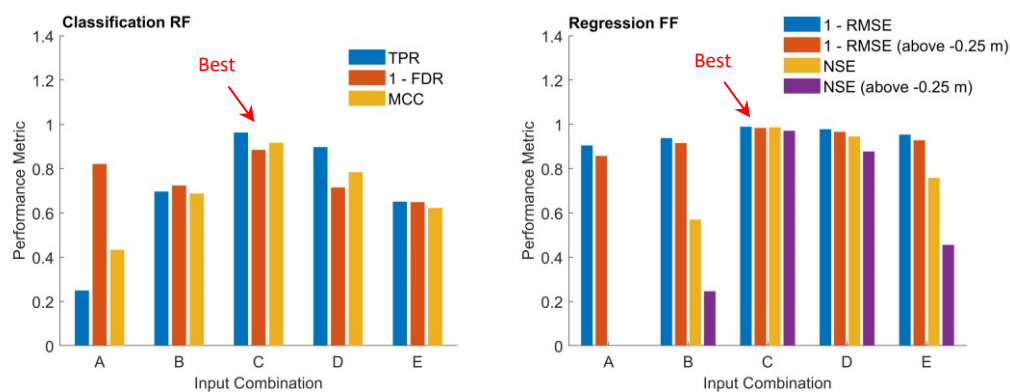 Classification RF
1.4
1.2
1
0.8
0.6
0.4
0.2
0
Performance Metric
TPR
1 - FDR
MCC
Best
A B C D E
Input Combination
Regression FF
1.4
1.2
1
0.8
0.6
0.4
0.2
0
Performance Metric
1 - RMSE
1 - RMSE (above -0.25 m)
NSE
NSE (above -0.25 m)
Best
A B C D E
Input Combination